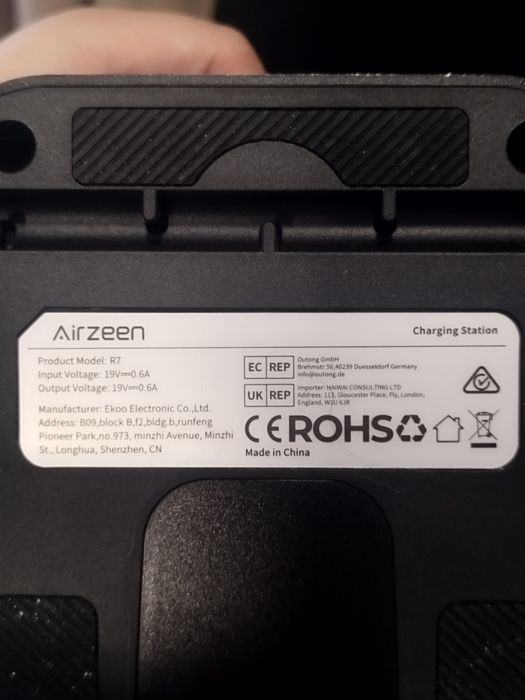 Airzeen
Charging Station
Product Model: R7
Input Voltage: 19V⎓0.6A
Output Voltage: 19V⎓0.6A
Manufacturer: Ekoo Electronic Co.,Ltd.
Address: B09,block B,f2,bldg.b,runfeng
Pioneer Park,no.973, minzhi Avenue, Minzhi
St., Longhua, Shenzhen, CN
EC REP
Outong GmbH
Brehmstr.56,40239 Duesseldorf Germany
info@outong.de
UK REP
Importer: HAIWAI CONSULTING LTD
Address: 113, Gloucester Place, Fly, London,
England, W1U 6JR
CE ROHS
Made in China